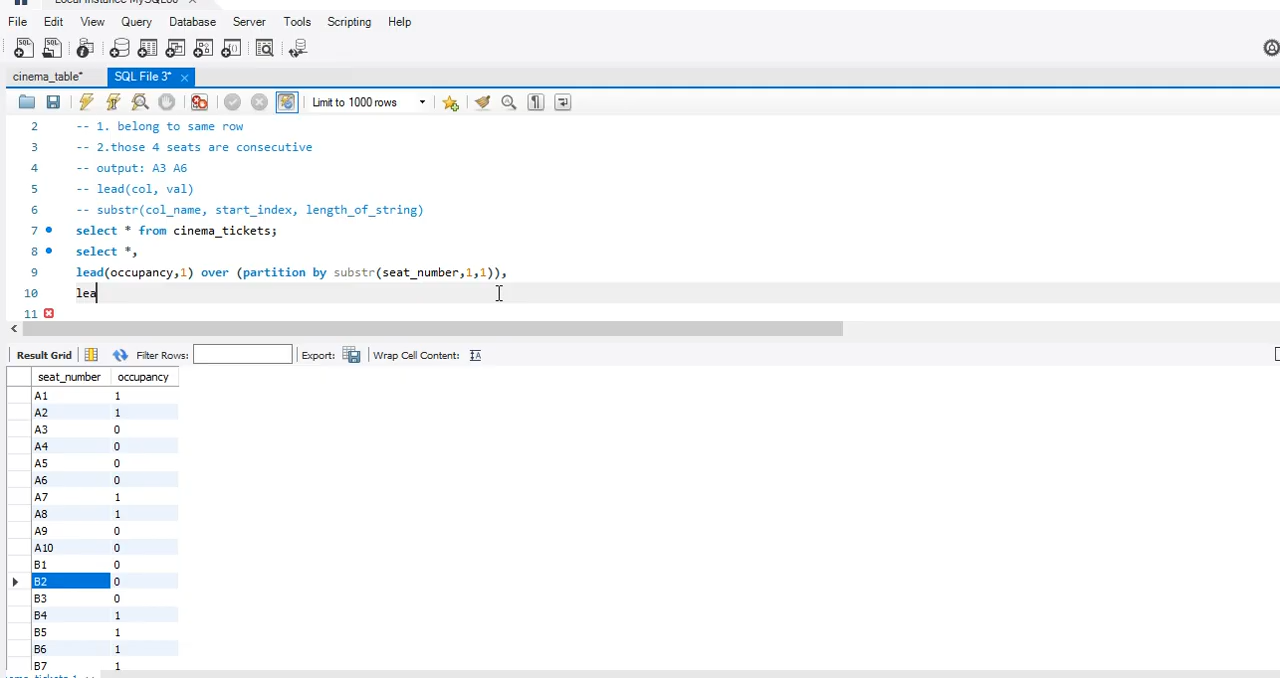 File Edit View Query Database Server Tools Scripting Help
cinema_table* SQL File 3*
Limit to 1000 rows
2 -- 1. belong to same row
3 -- 2.those 4 seats are consecutive
4 -- output: A3 A6
5 -- lead(col, val)
6 -- substr(col_name, start_index, length_of_string)
7 select * from cinema_tickets;
8 select *,
9 lead(occupancy,1) over (partition by substr(seat_number,1,1)),
10 lea
11
Result Grid Filter Rows: Export: Wrap Cell Content:
seat_number occupancy
A1 1
A2 1
A3 0
A4 0
A5 0
A6 0
A7 1
A8 1
A9 0
A10 0
B1 0
B2 0
B3 0
B4 1
B5 1
B6 1
B7 1